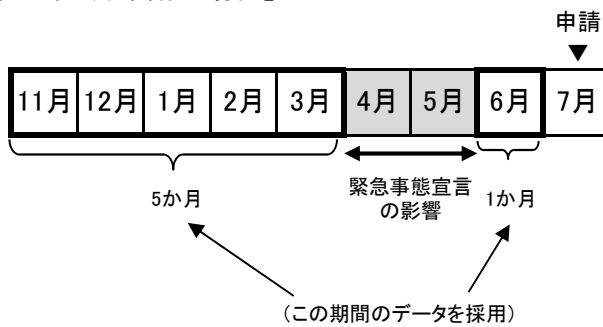 申請
▼
11月 12月 1月 2月 3月 4月 5月 6月 7月
5か月
緊急事態宣言
の影響
1か月
(この期間のデータを採用)